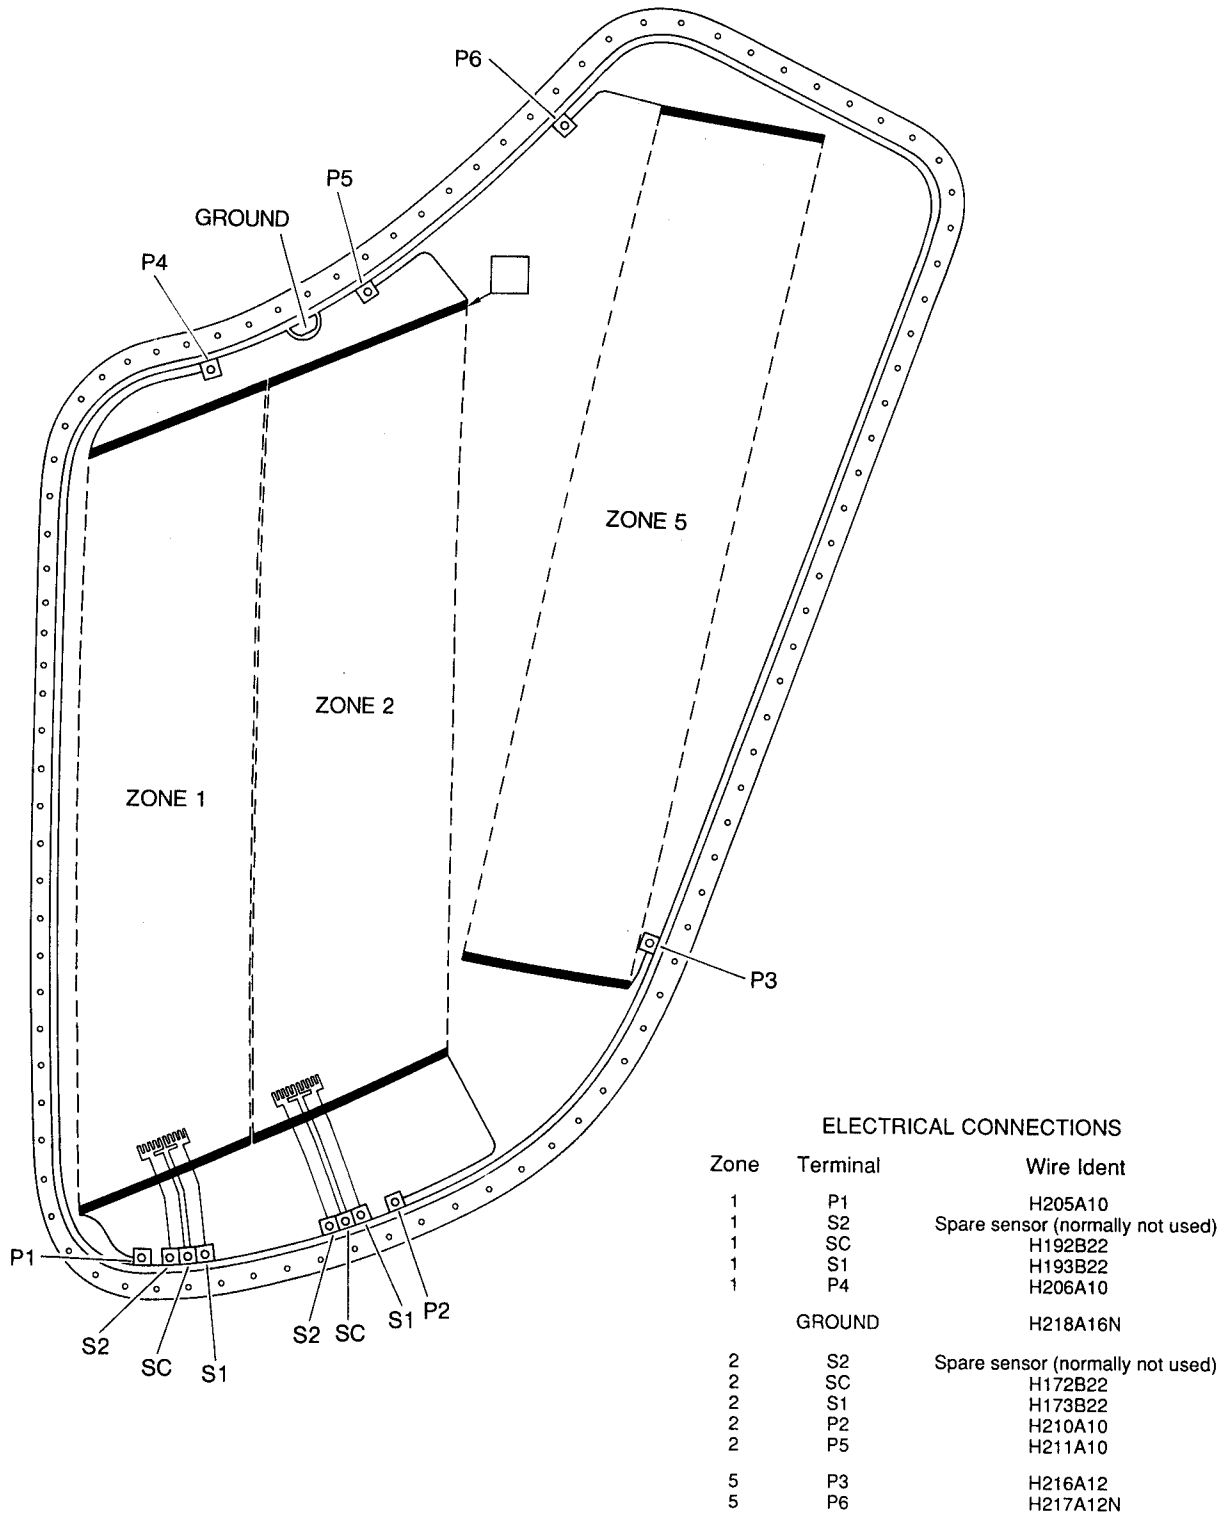 P6
P5
GROUND
P4
ZONE 5
ZONE 2
ZONE 1
P3
P1
S2
SC
S1
S2
SC
S1
P2
ELECTRICAL CONNECTIONS
Zone Terminal Wire Ident
1 P1 H205A10
1 S2 Spare sensor (normally not used)
1 SC H192B22
1 S1 H193B22
1 P4 H206A10
GROUND H218A16N
2 S2 Spare sensor (normally not used)
2 SC H172B22
2 S1 H173B22
2 P2 H210A10
2 P5 H211A10
5 P3 H216A12
5 P6 H217A12N